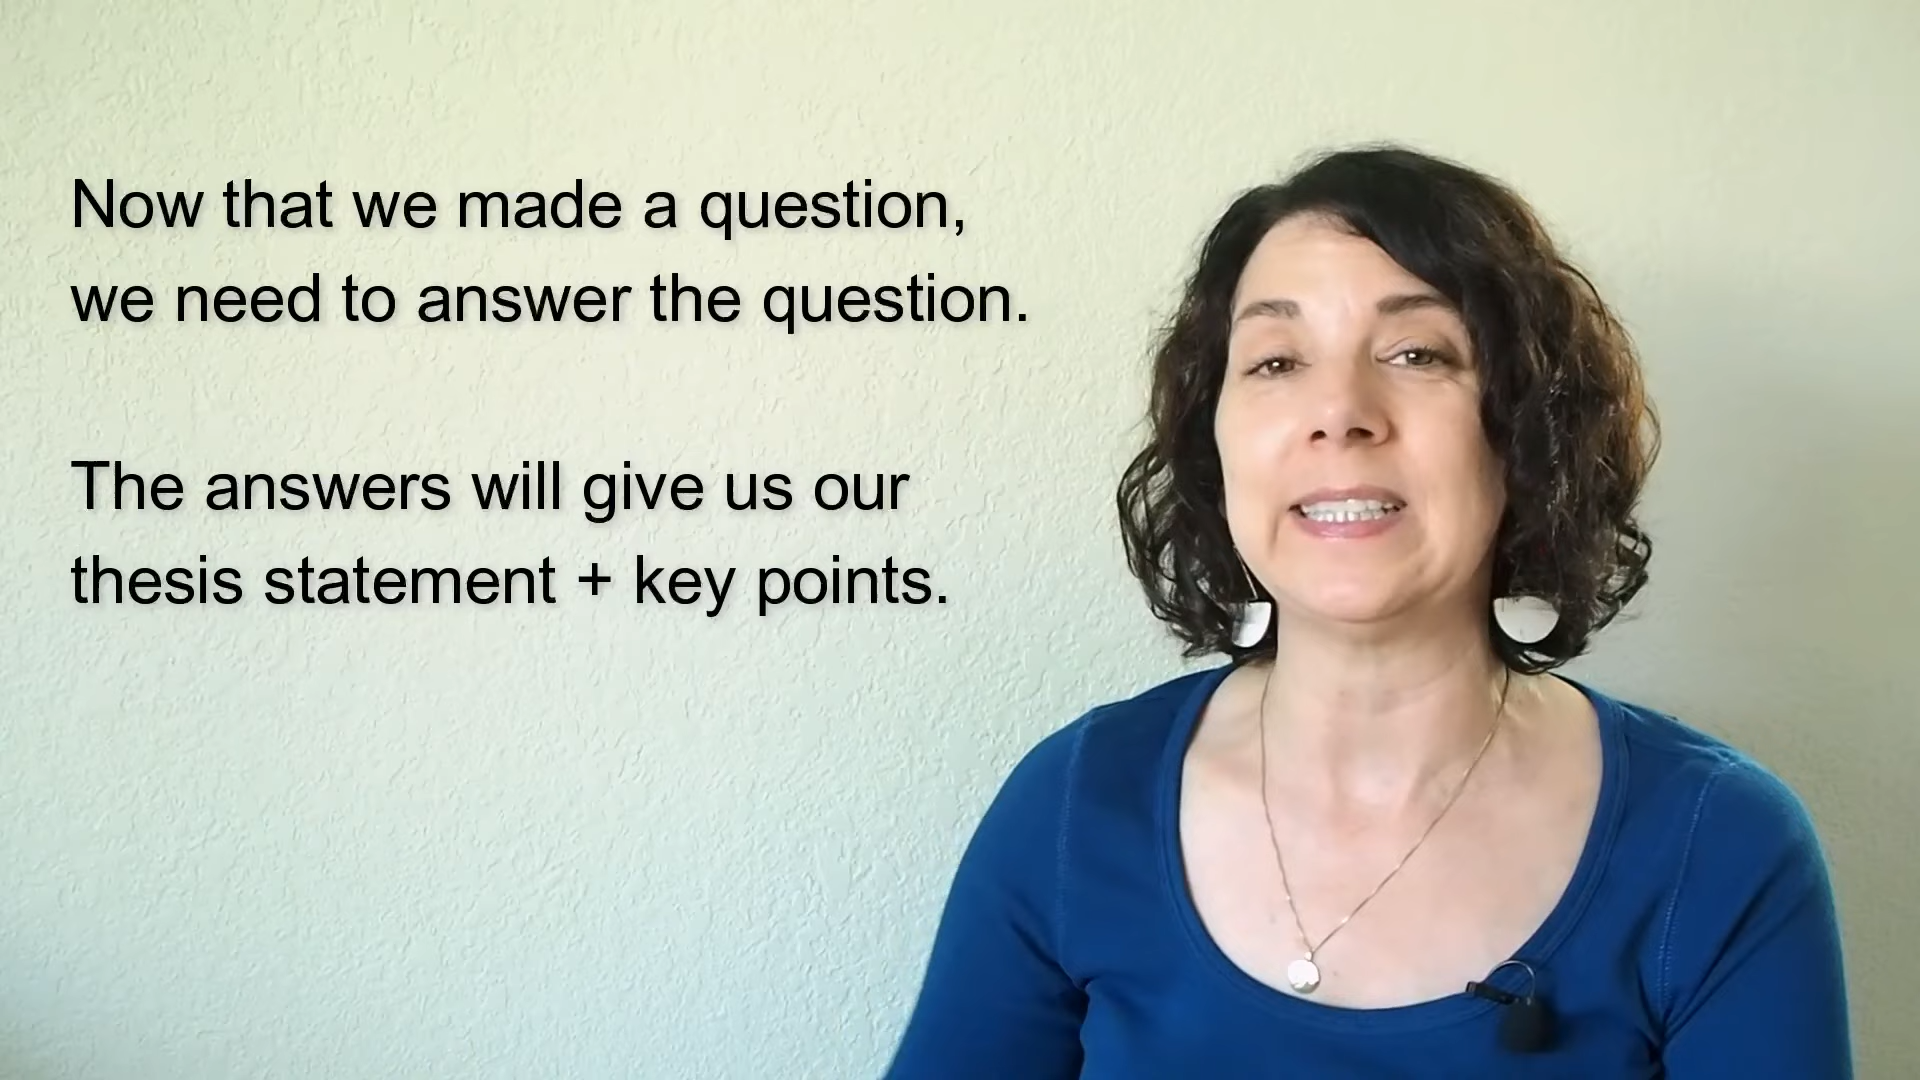 Now that we made a question,
we need to answer the question.
The answers will give us our
thesis statement + key points.